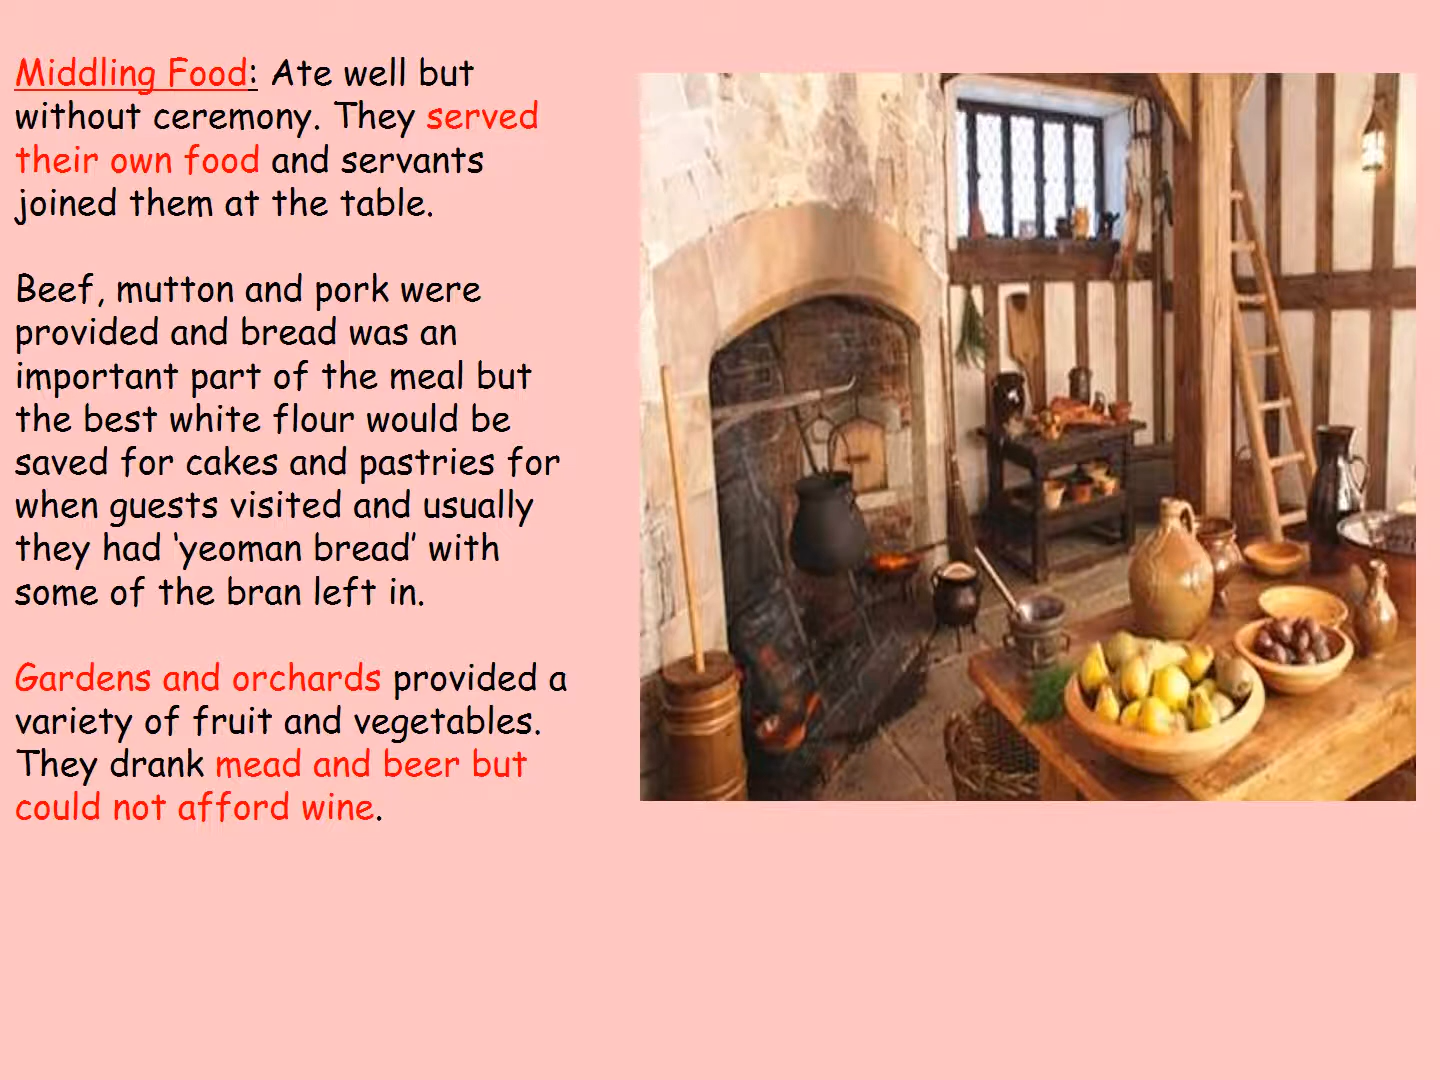 Middling Food: Ate well but
without ceremony. They served
their own food and servants
joined them at the table.
Beef, mutton and pork were
provided and bread was an
important part of the meal but
the best white flour would be
saved for cakes and pastries for
when guests visited and usually
they had ‘yeoman bread’ with
some of the bran left in.
Gardens and orchards provided a
variety of fruit and vegetables.
They drank mead and beer but
could not afford wine.